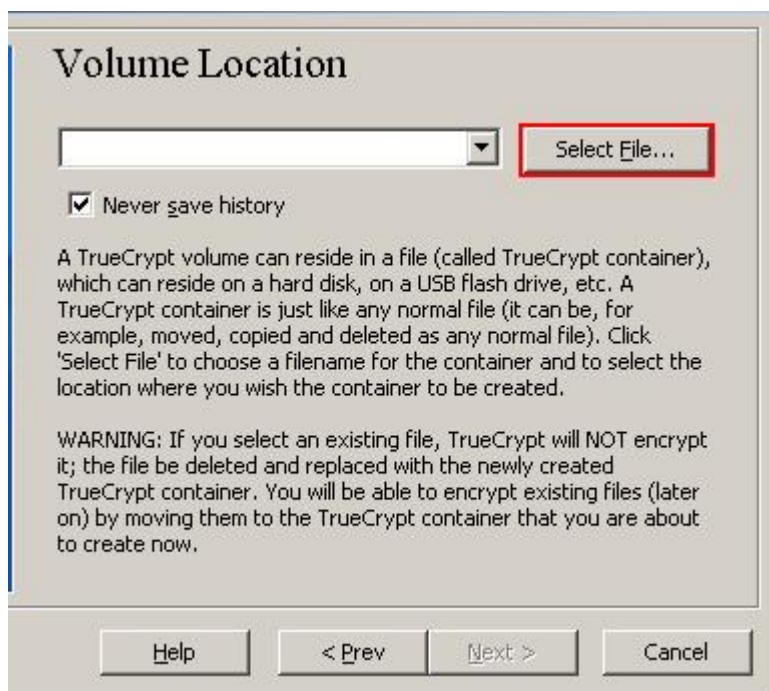 Volume Location
Select File...
Never save history
A TrueCrypt volume can reside in a file (called TrueCrypt container),
which can reside on a hard disk, on a USB flash drive, etc. A
TrueCrypt container is just like any normal file (it can be, for
example, moved, copied and deleted as any normal file). Click
'Select File' to choose a filename for the container and to select the
location where you wish the container to be created.
WARNING: If you select an existing file, TrueCrypt will NOT encrypt
it; the file be deleted and replaced with the newly created
TrueCrypt container. You will be able to encrypt existing files (later
on) by moving them to the TrueCrypt container that you are about
to create now.
Help
< Prev
Next >
Cancel